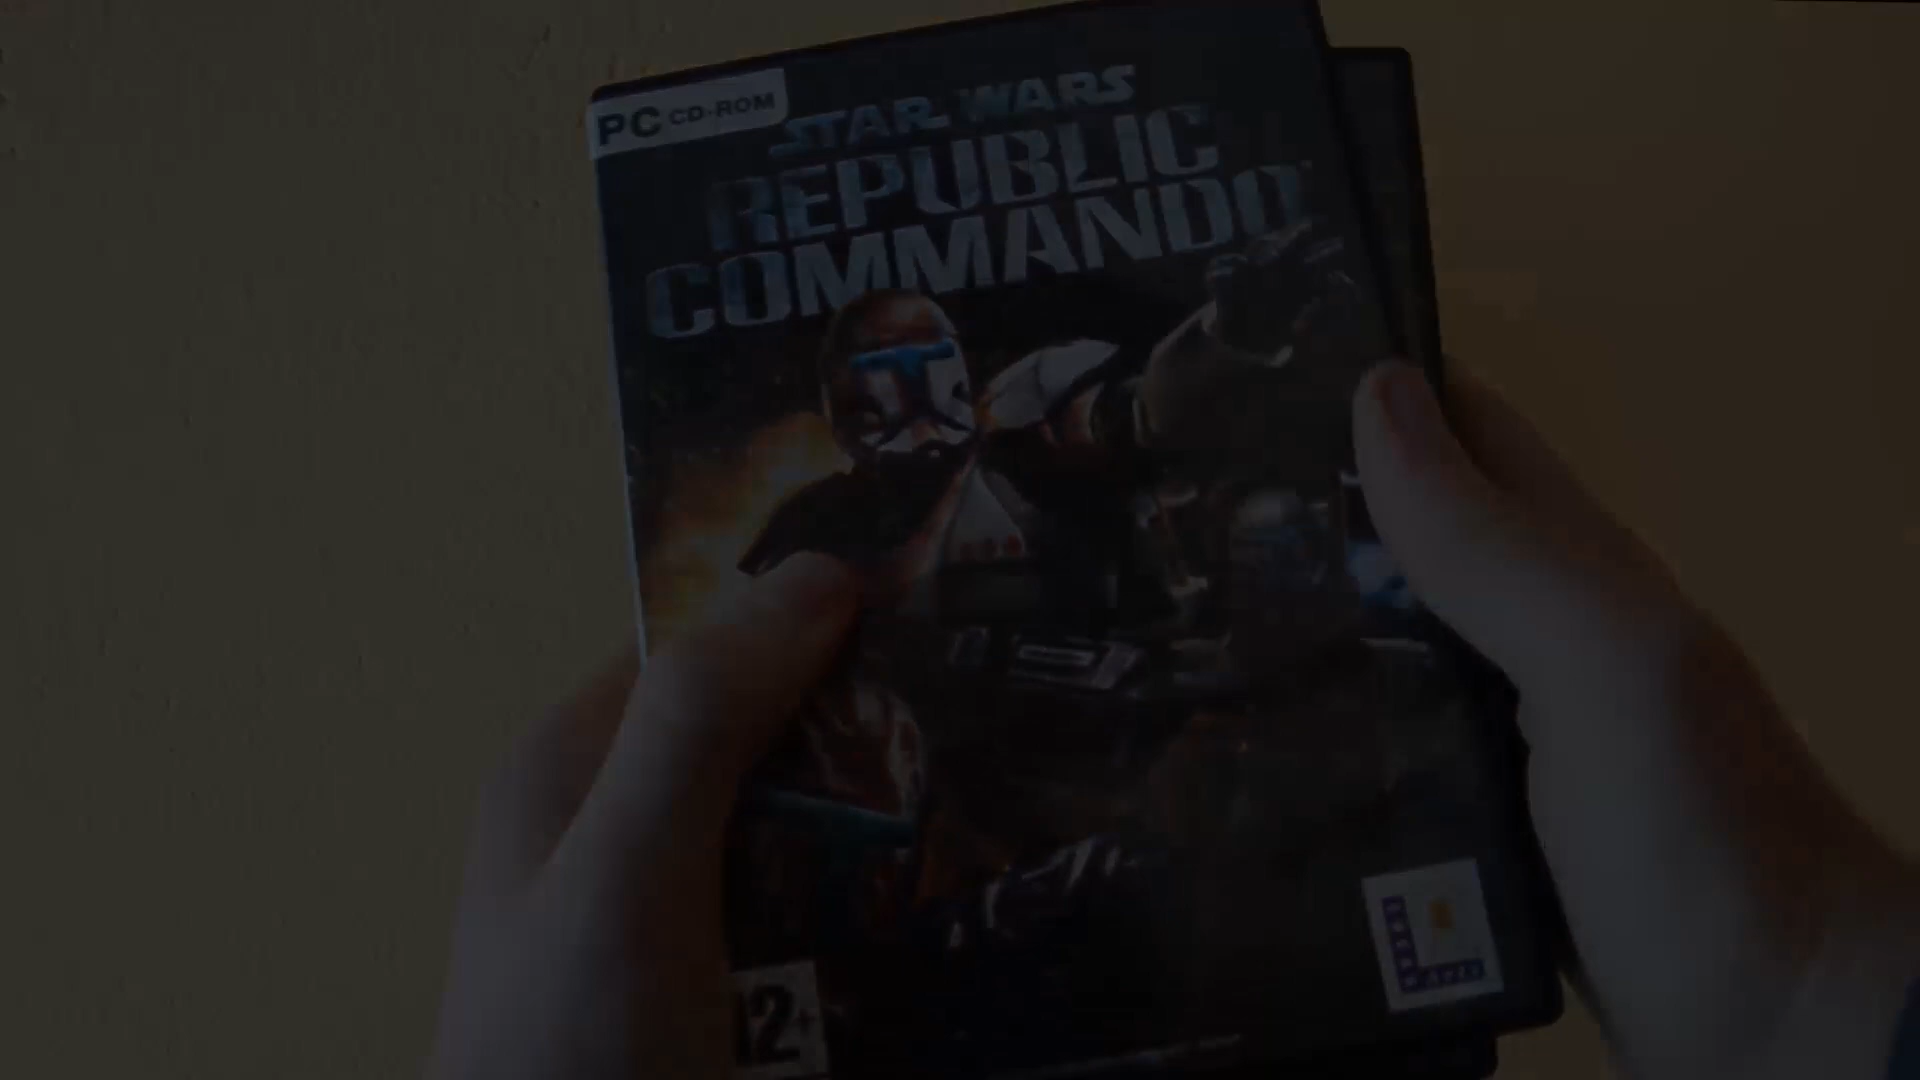 PC CD-ROM
STAR WARS
REPUBLIC
COMMANDO
12+